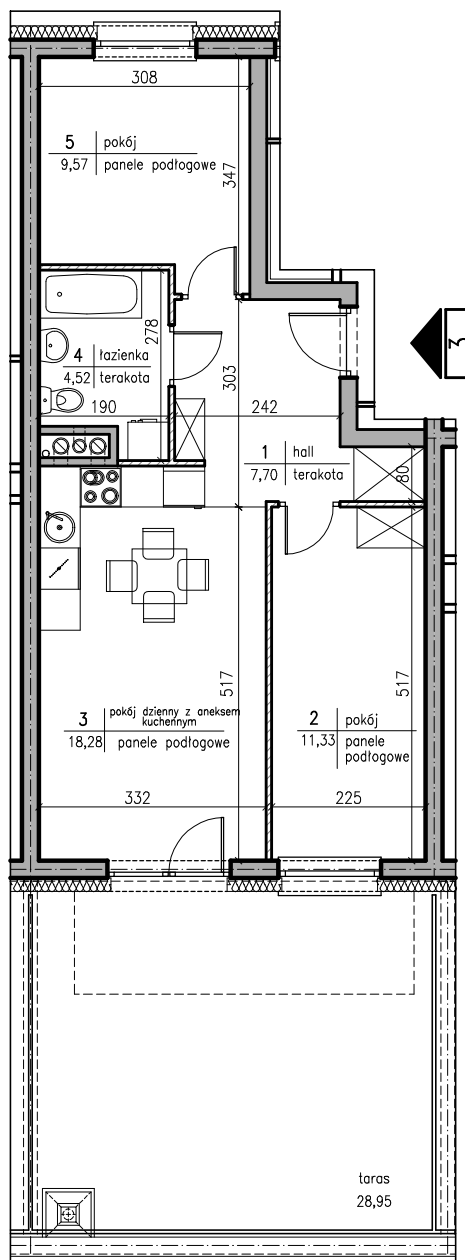 308
5 pokój
9,57 panele podłogowe
347
278
4 łazienka
4,52 terakota
190
303
242
3
1 hall
7,70 terakota
80
517
517
3 pokój dzienny z aneksem
kuchennym
18,28 panele podłogowe
2 pokój
11,33 panele
podłogowe
332
225
taras
28,95